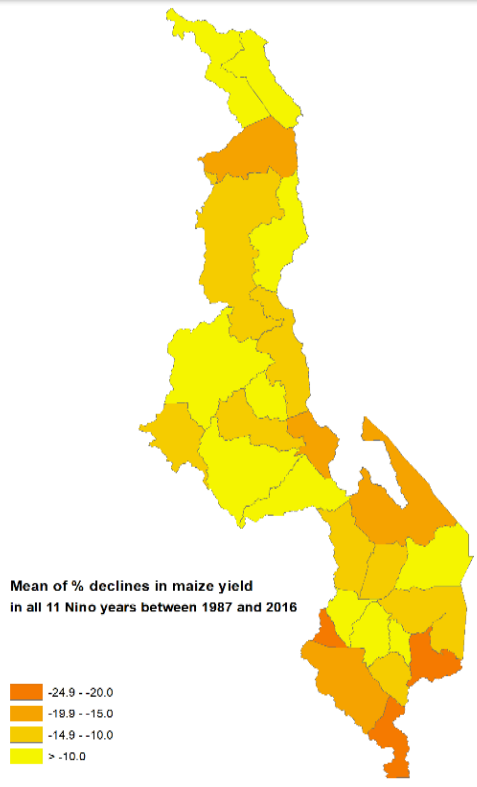 Mean of % declines in maize yield
in all 11 Nino years between 1987 and 2016
-24.9 - -20.0
-19.9 - -15.0
-14.9 - -10.0
> -10.0